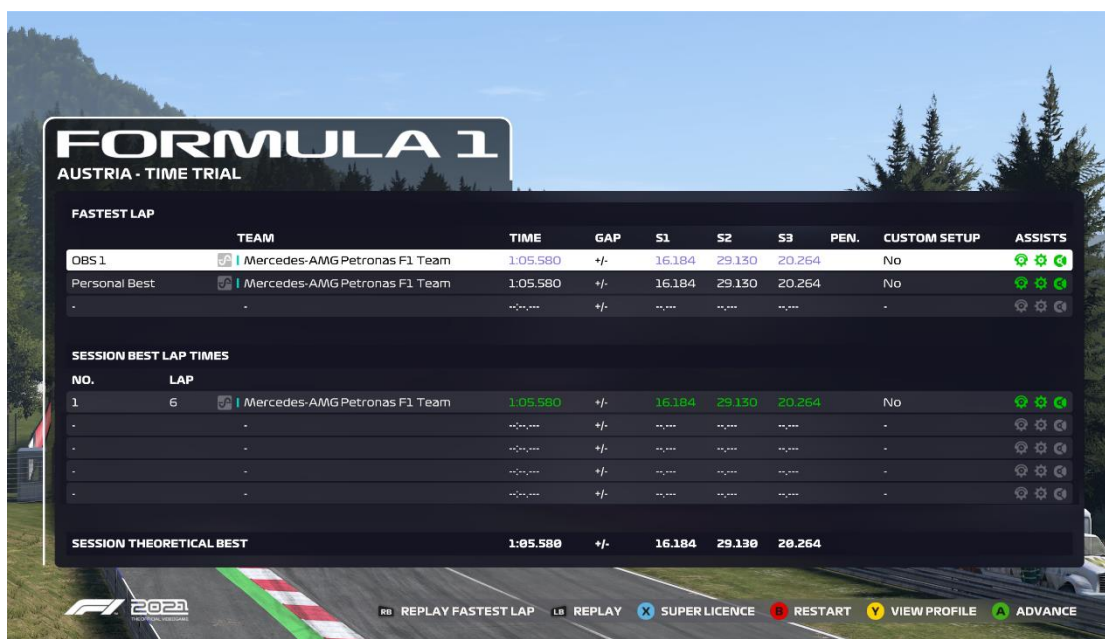 FORMULA 1
AUSTRIA - TIME TRIAL
FASTEST LAP
TEAM TIME GAP S1 S2 S3 PEN. CUSTOM SETUP ASSISTS
OBS 1 Mercedes-AMG Petronas F1 Team 1:05.580 +/- 16.184 29.130 20.264 No
Personal Best Mercedes-AMG Petronas F1 Team 1:05.580 +/- 16.184 29.130 20.264 No
- - --:--.--- +/- --.--- --.--- --.--- -
SESSION BEST LAP TIMES
NO. LAP
1 6 Mercedes-AMG Petronas F1 Team 1:05.580 +/- 16.184 29.130 20.264 No
- - --:--.--- +/- --.--- --.--- --.--- -
- - --:--.--- +/- --.--- --.--- --.--- -
- - --:--.--- +/- --.--- --.--- --.--- -
- - --:--.--- +/- --.--- --.--- --.--- -
SESSION THEORETICAL BEST 1:05.580 +/- 16.184 29.130 20.264
F1 2021
THE OFFICIAL VIDEOGAME
RB REPLAY FASTEST LAP LB REPLAY X SUPER LICENCE B RESTART Y VIEW PROFILE A ADVANCE